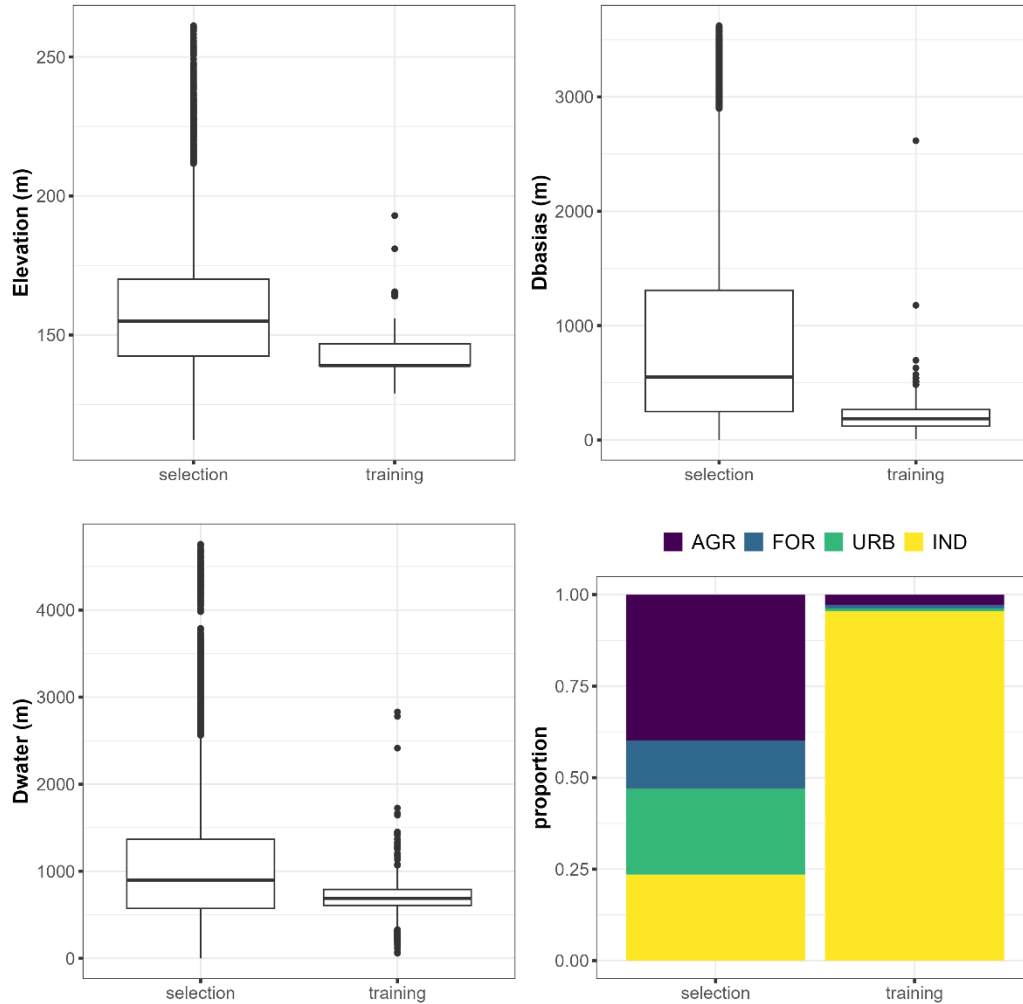 Elevation (m)
250
200
150
selection training
Dbasias (m)
3000
2000
1000
0
selection training
Dwater (m)
4000
3000
2000
1000
0
selection training
AGR FOR URB IND
proportion
1.00
0.75
0.50
0.25
0.00
selection training